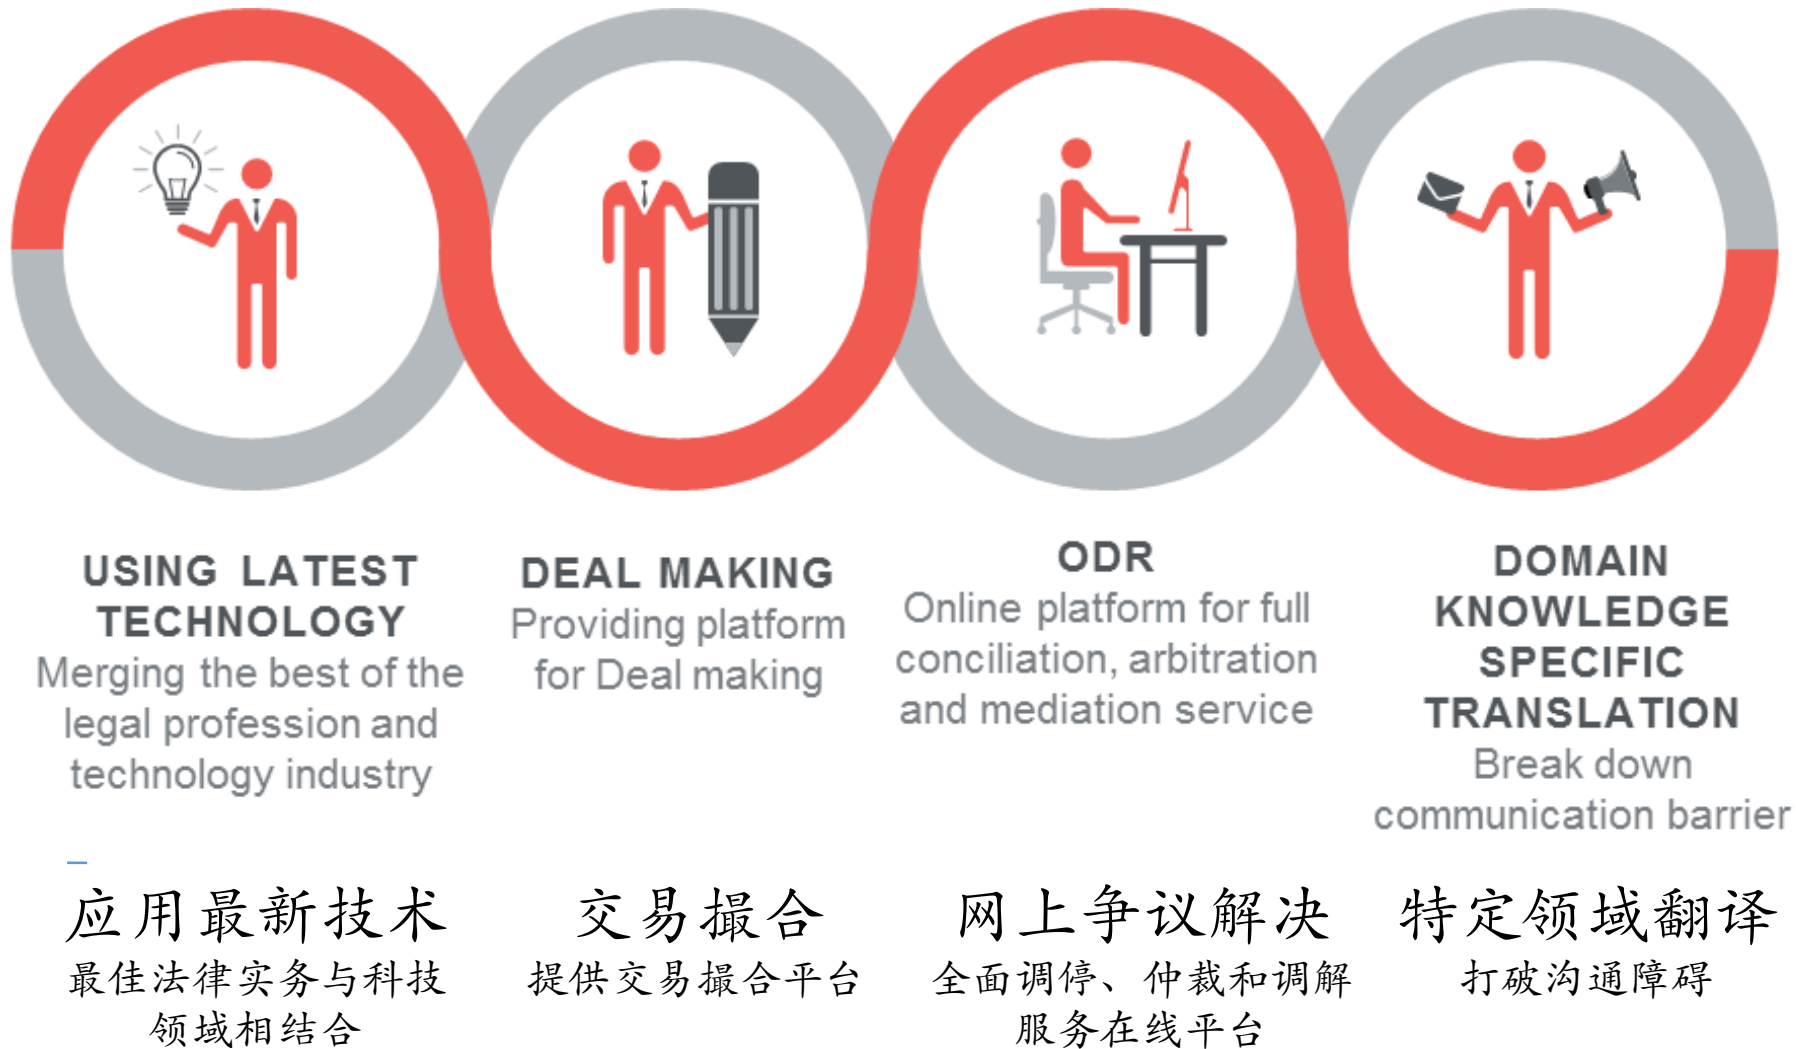 USING LATEST
TECHNOLOGY
Merging the best of the
legal profession and
technology industry
DEAL MAKING
Providing platform
for Deal making
ODR
Online platform for full
conciliation, arbitration
and mediation service
DOMAIN
KNOWLEDGE
SPECIFIC
TRANSLATION
Break down
communication barrier
应用最新技术
最佳法律实务与科技
领域相结合
交易撮合
提供交易撮合平台
网上争议解决
全面调停、仲裁和调解
服务在线平台
特定领域翻译
打破沟通障碍